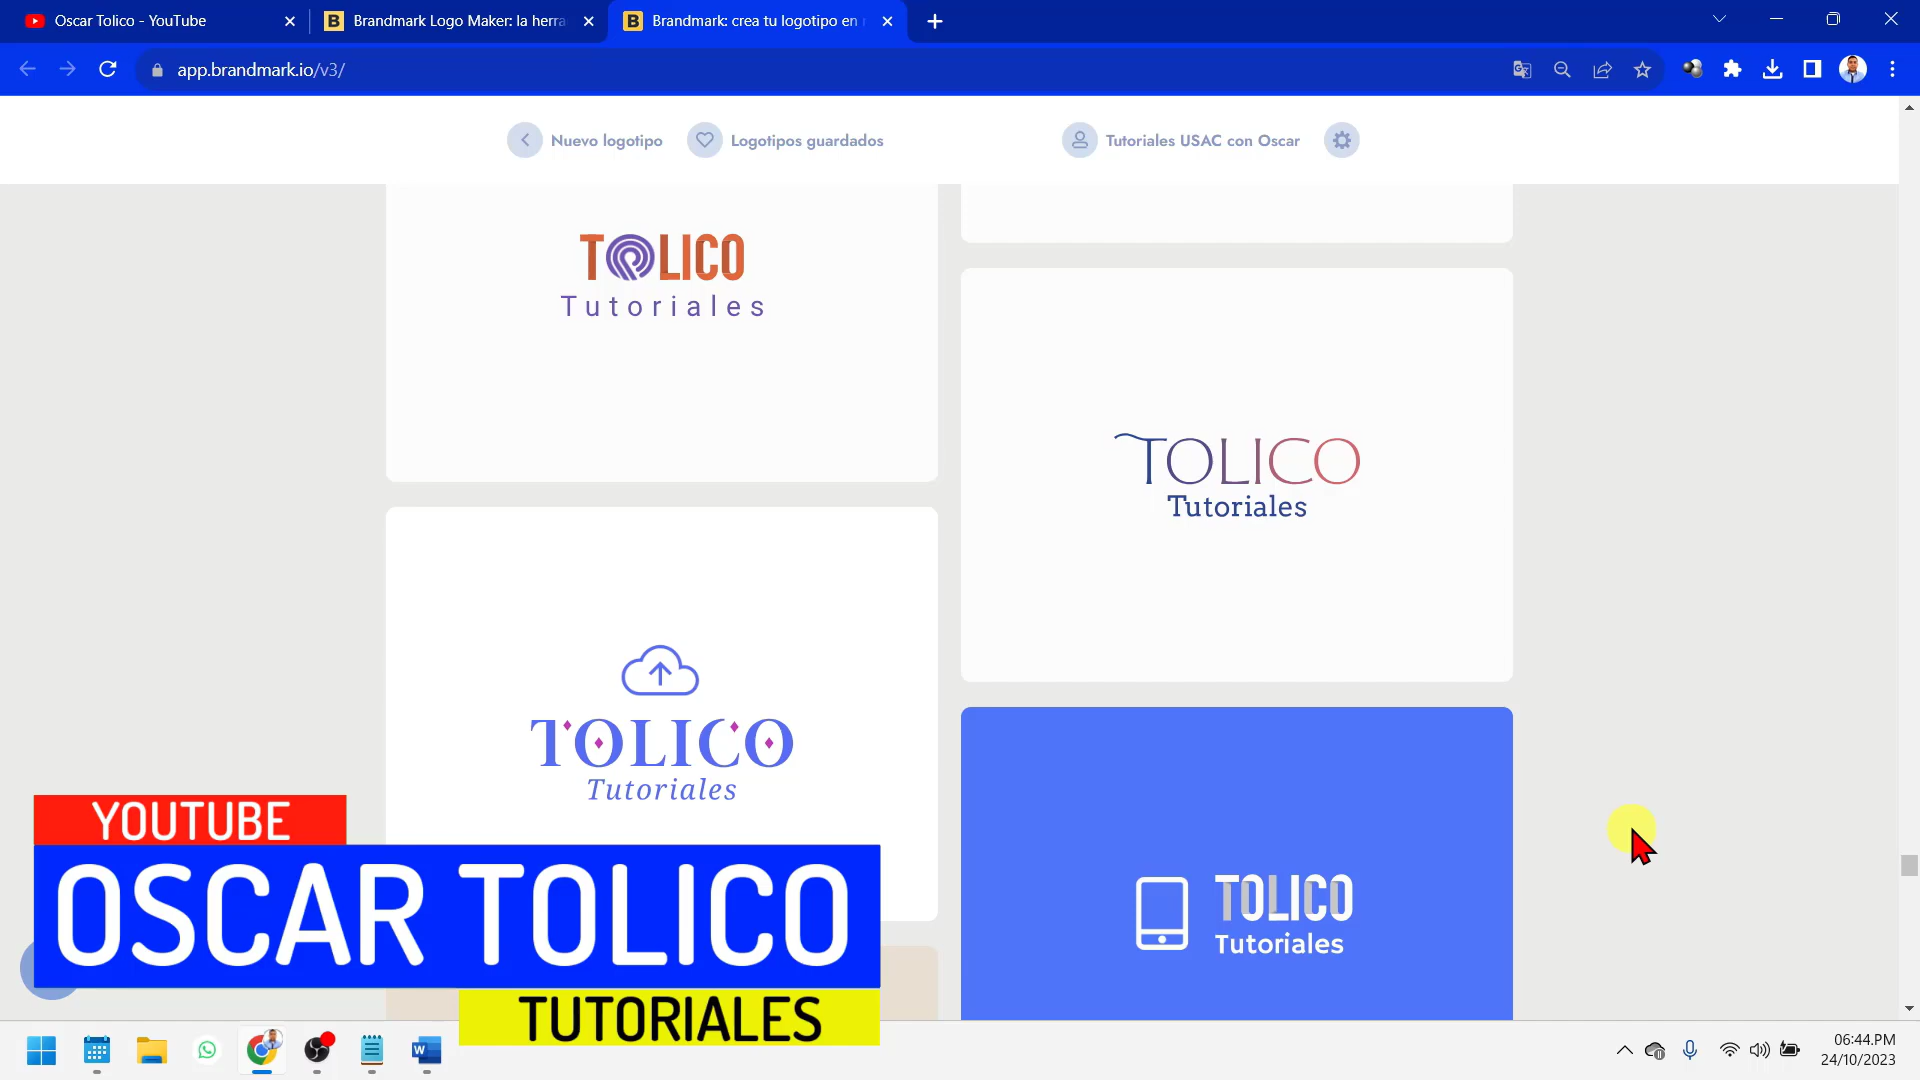 Oscar Tolico - YouTube
Brandmark Logo Maker: la herra
Brandmark: crea tu logotipo en
app.brandmark.io/v3/
Nuevo logotipo
Logotipos guardados
Tutoriales USAC con Oscar
TOLICO
Tutoriales
TOLICO
Tutoriales
TOLICO
Tutoriales
TOLICO
Tutoriales
YOUTUBE
OSCAR TOLICO
TUTORIALES
06:44.PM
24/10/2023